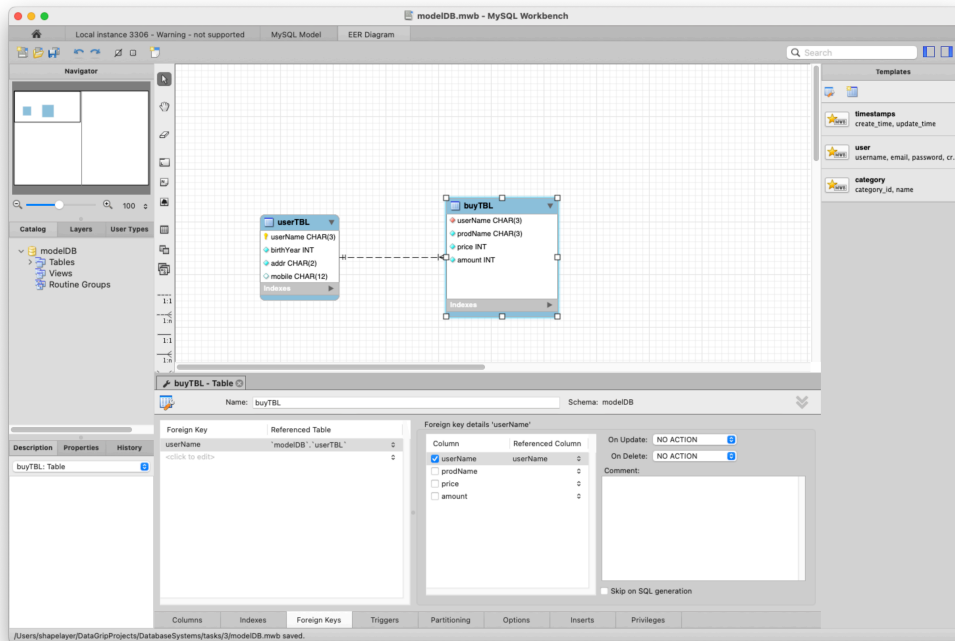 modelDB.mwb - MySQL Workbench
Local instance 3306 - Warning - not supported
MySQL Model
EER Diagram
Search
Navigator
100
Catalog
Layers
User Types
modelDB
Tables
Views
Routine Groups
1:1
1:n
1:1
1:n
userTBL
userName CHAR(3)
birthYear INT
addr CHAR(2)
mobile CHAR(12)
Indexes
buyTBL
userName CHAR(3)
prodName CHAR(3)
price INT
amount INT
Indexes
Templates
timestamps
create_time, update_time
user
username, email, password, cr.
category
category_id, name
Description
Properties
History
buyTBL: Table
buyTBL - Table
Name: buyTBL
Schema: modelDB
Foreign Key
Referenced Table
userName
`modelDB`.`userTBL`
<click to edit>
Foreign key details 'userName'
Column
Referenced Column
userName
userName
prodName
price
amount
On Update: NO ACTION
On Delete: NO ACTION
Comment:
Skip on SQL generation
Columns
Indexes
Foreign Keys
Triggers
Partitioning
Options
Inserts
Privileges
/Users/shapelayer/DataGripProjects/DatabaseSystems/tasks/3/modelDB.mwb saved.